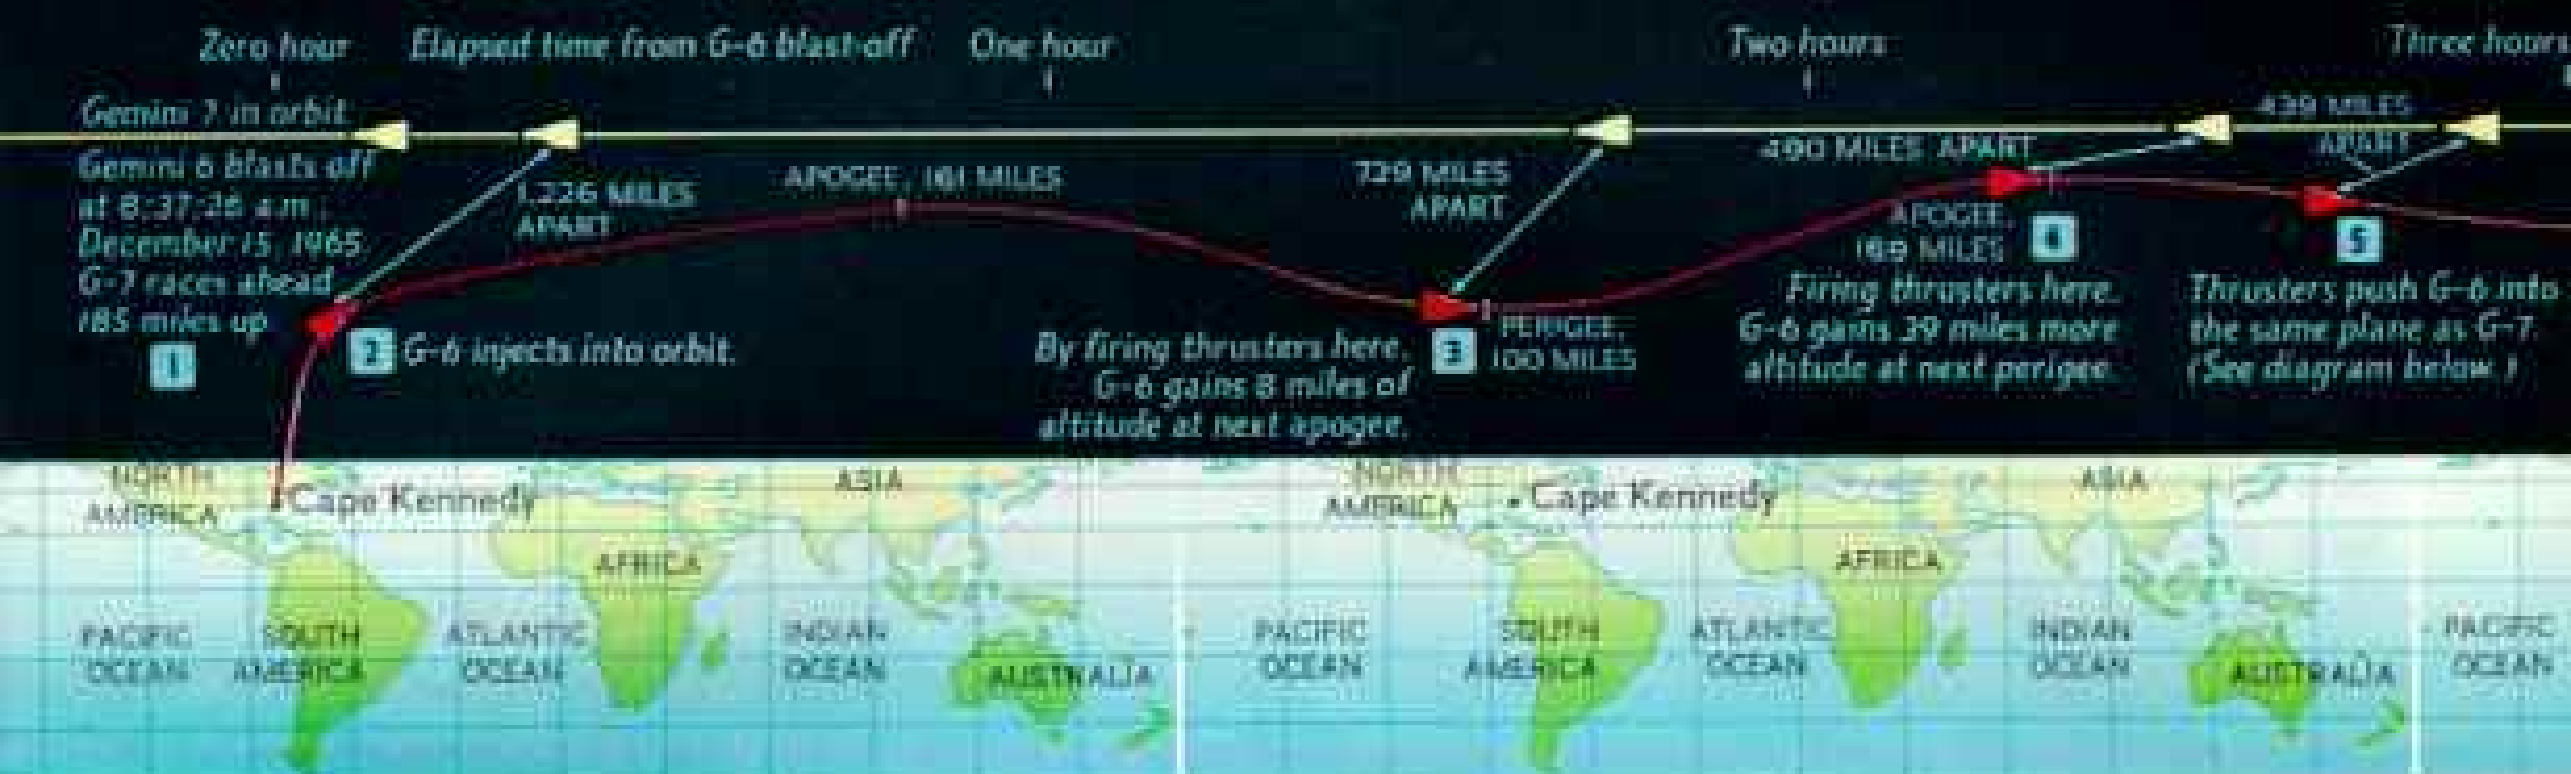 Zero hour
Elapsed time from G-6 blast-off
One hour
Two hours
Three hours
Gemini 7 in orbit
Gemini 6 blasts off
at 8:37:26 a.m.,
December 15, 1965.
G-7 races ahead
185 miles up
1
1,226 MILES
APART
2 G-6 injects into orbit.
APOGEE, 161 MILES
729 MILES
APART
By firing thrusters here,
G-6 gains 8 miles of
altitude at next apogee.
3
PERIGEE,
100 MILES
480 MILES APART
APOGEE,
169 MILES
4
Firing thrusters here,
G-6 gains 39 miles more
altitude at next perigee.
439 MILES
APART
5
Thrusters push G-6 into
the same plane as G-7.
(See diagram below.)
NORTH
AMERICA
Cape Kennedy
ASIA
AFRICA
PACIFIC
OCEAN
SOUTH
AMERICA
ATLANTIC
OCEAN
INDIAN
OCEAN
AUSTRALIA
NORTH
AMERICA
Cape Kennedy
ASIA
AFRICA
PACIFIC
OCEAN
SOUTH
AMERICA
ATLANTIC
OCEAN
INDIAN
OCEAN
AUSTRALIA
PACIFIC
OCEAN